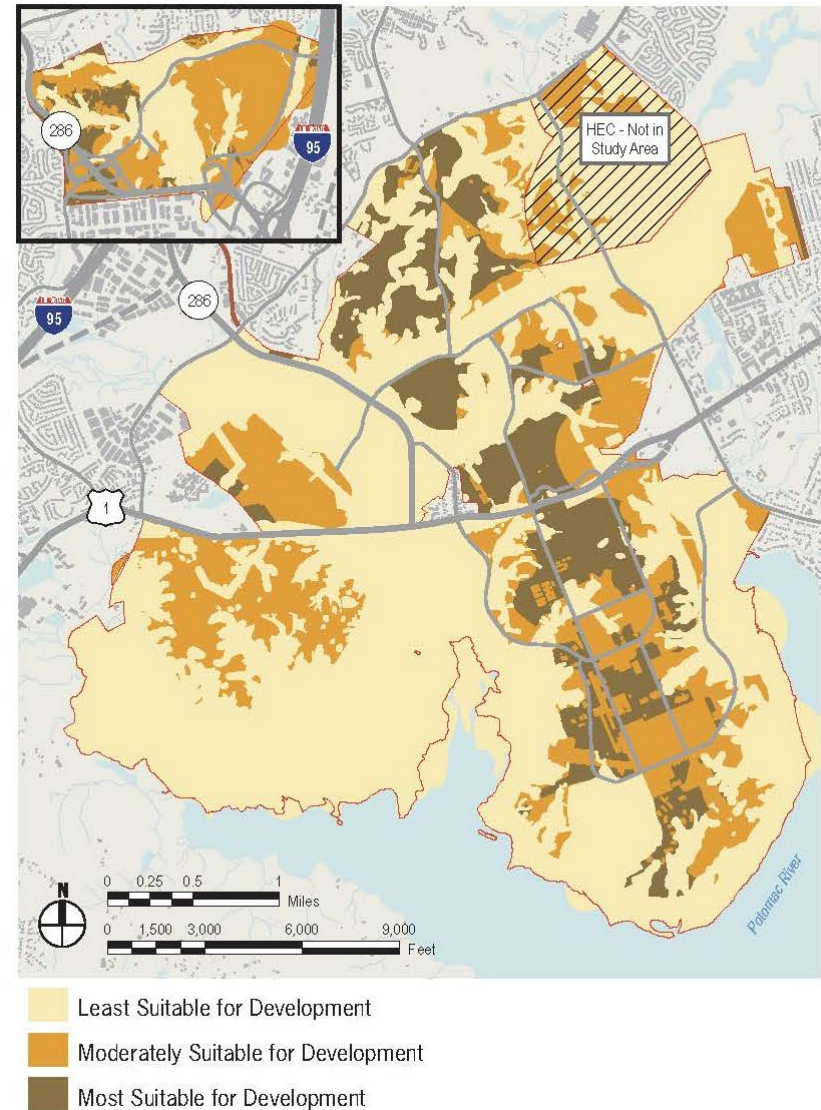 286
95
HEC - Not in
Study Area
286
95
1
Potomac River
N
0 0.25 0.5 1
Miles
0 1,500 3,000 6,000 9,000
Feet
Least Suitable for Development
Moderately Suitable for Development
Most Suitable for Development